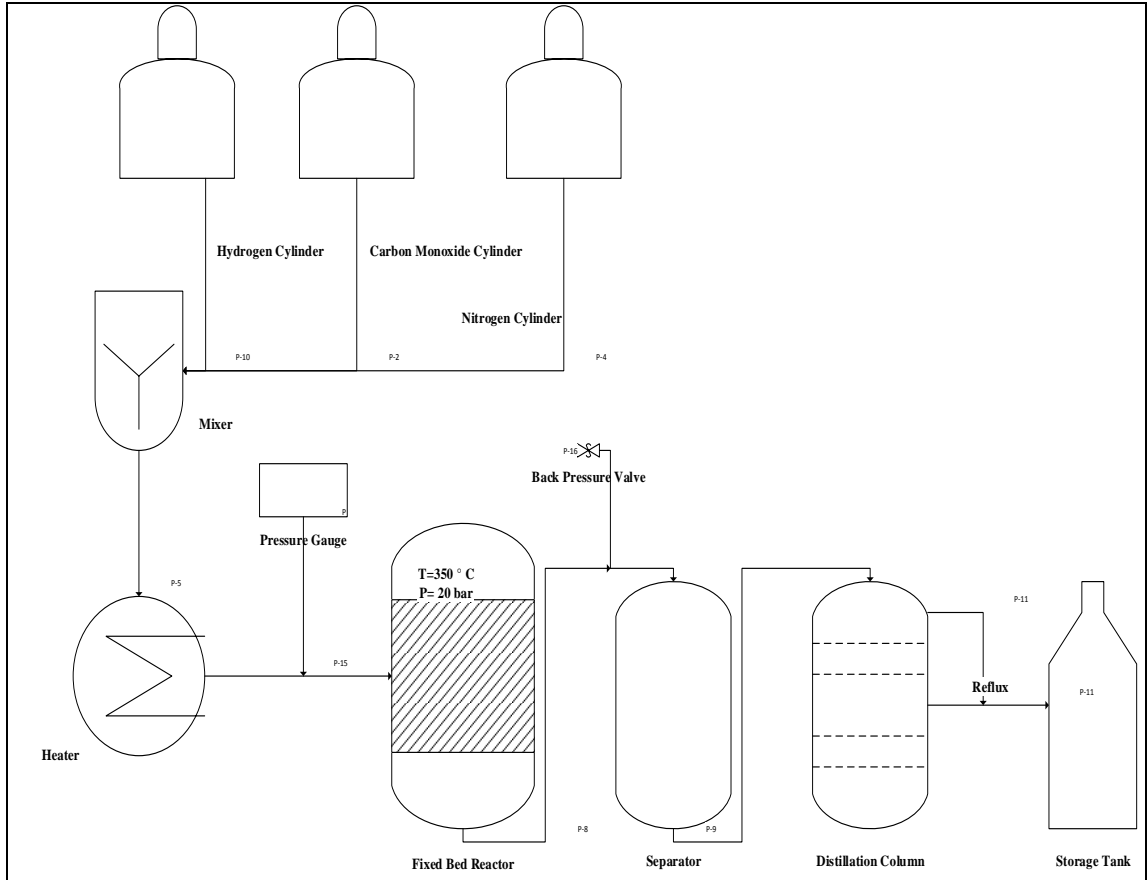 Hydrogen Cylinder
Carbon Monoxide Cylinder
Nitrogen Cylinder
P-10
P-2
P-4
Mixer
P-16
Back Pressure Valve
P
Pressure Gauge
T=350 ° C
P= 20 bar
P-5
P-11
P-15
Reflux
P-11
Heater
P-8
P-9
Fixed Bed Reactor
Separator
Distillation Column
Storage Tank